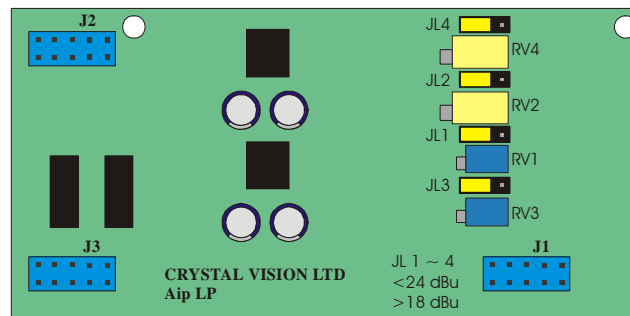 J2
JL4
RV4
JL2
RV2
JL1
RV1
JL3
RV3
J3
CRYSTAL VISION LTD
Aip LP
JL 1 ~ 4
<24 dBu
>18 dBu
J1